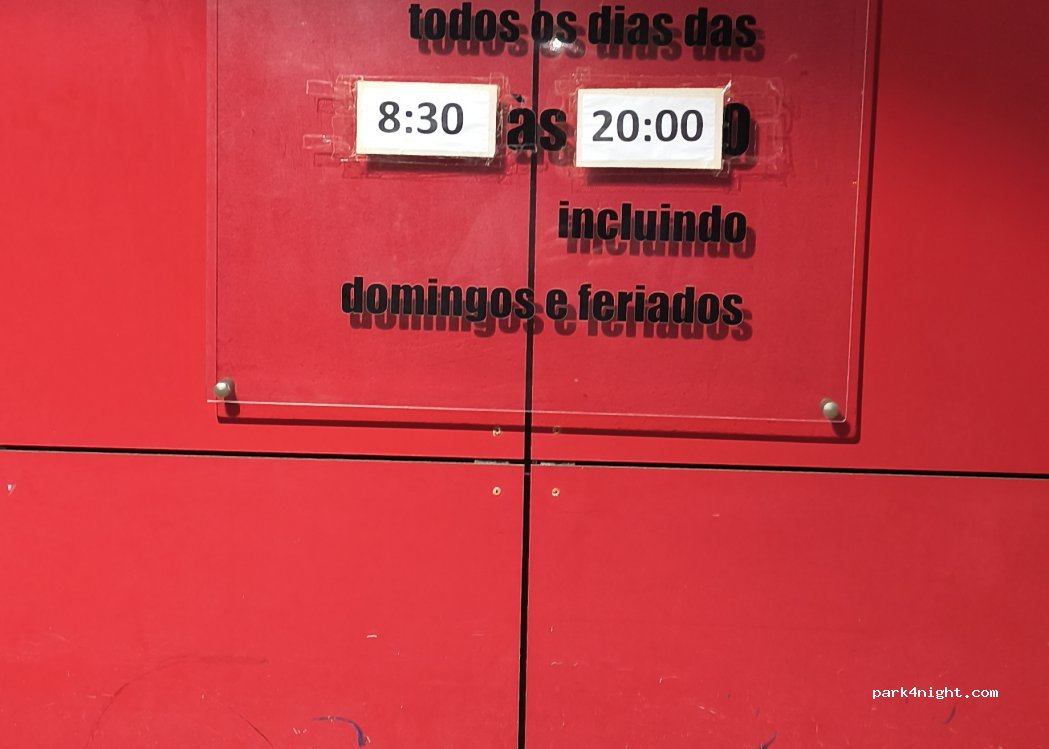 todos os dias das
8:30 às 20:00
incluindo
domingos e feriados
park4night.com